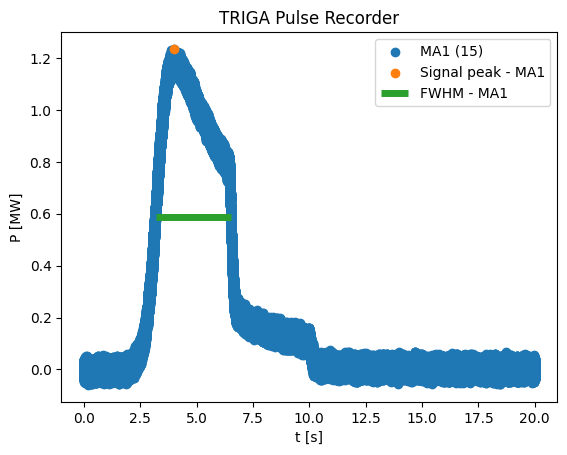 TRIGA Pulse Recorder
MA1 (15)
Signal peak - MA1
FWHM - MA1
P [MW]
1.2
1.0
0.8
0.6
0.4
0.2
0.0
0.0 2.5 5.0 7.5 10.0 12.5 15.0 17.5 20.0
t [s]